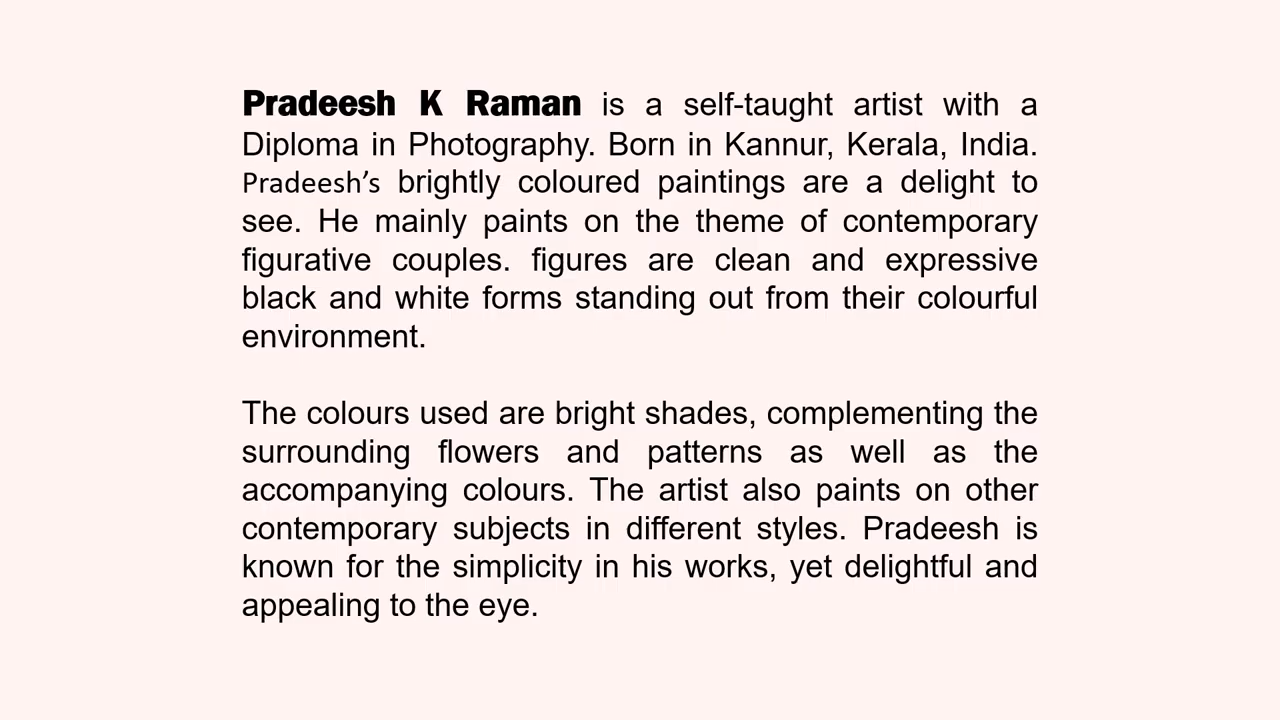 Pradeesh K Raman is a self-taught artist with a
Diploma in Photography. Born in Kannur, Kerala, India.
Pradeesh’s brightly coloured paintings are a delight to
see. He mainly paints on the theme of contemporary
figurative couples. figures are clean and expressive
black and white forms standing out from their colourful
environment.
The colours used are bright shades, complementing the
surrounding flowers and patterns as well as the
accompanying colours. The artist also paints on other
contemporary subjects in different styles. Pradeesh is
known for the simplicity in his works, yet delightful and
appealing to the eye.